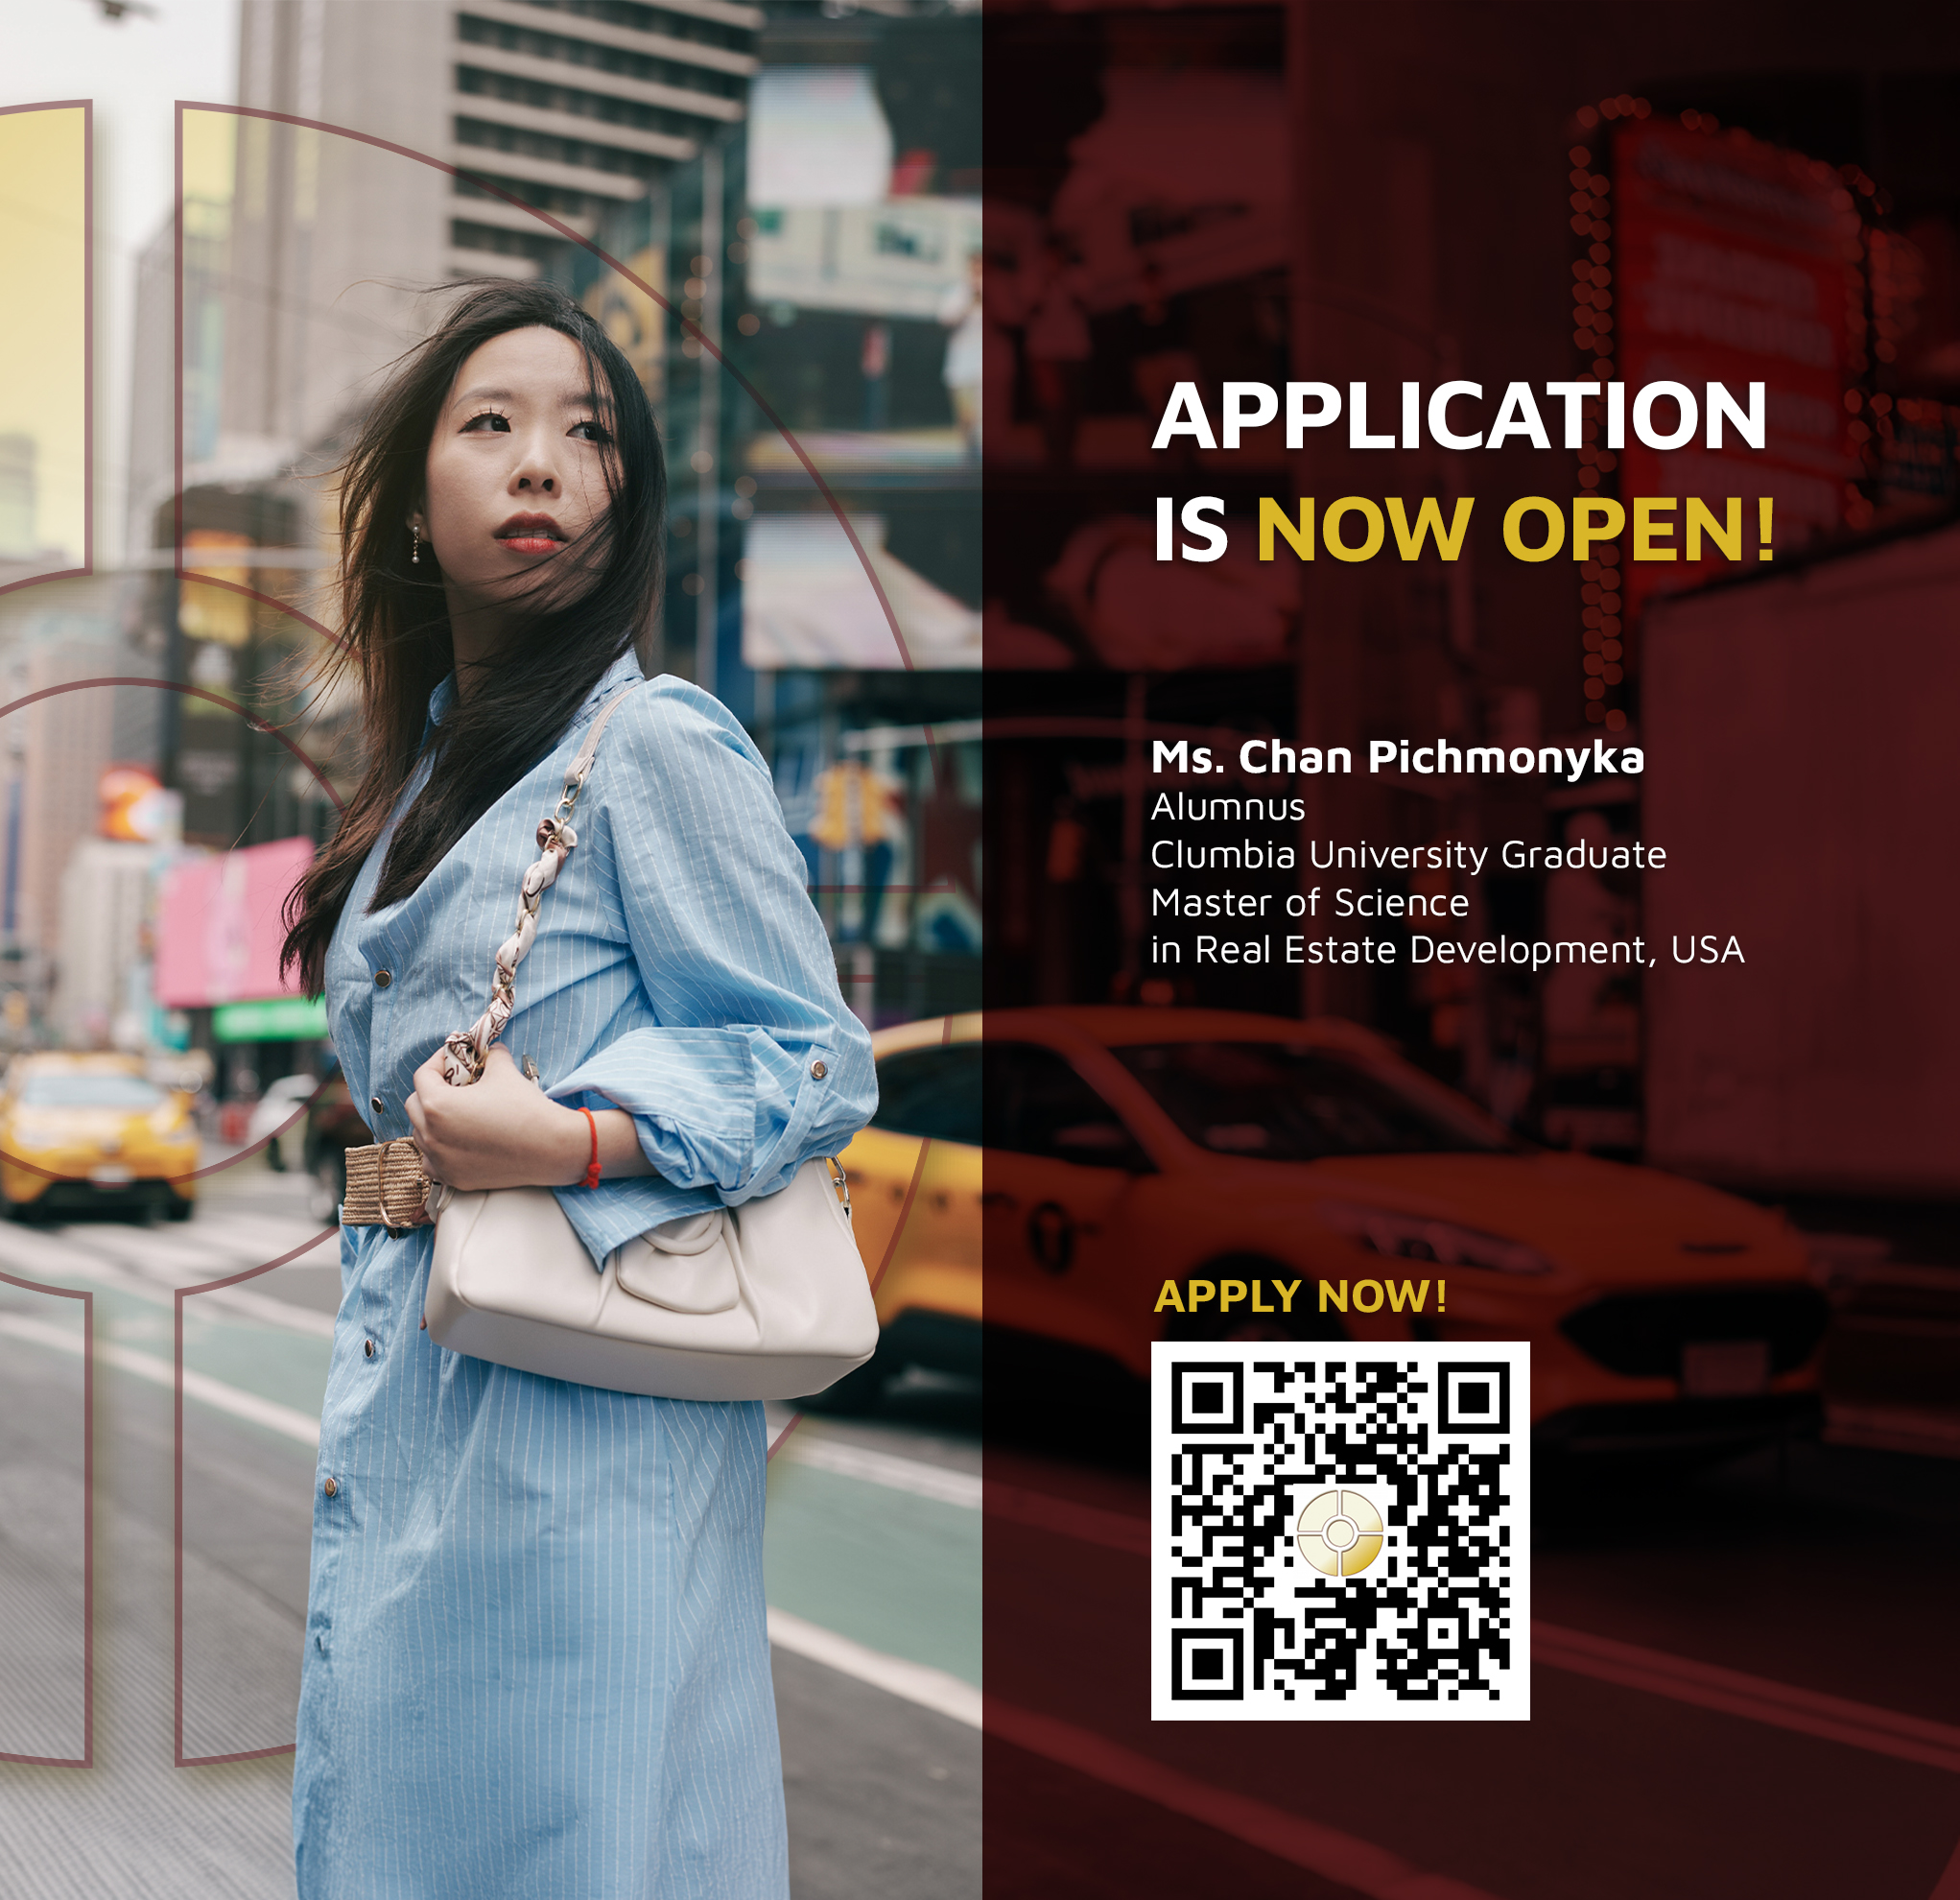 APPLICATION
IS NOW OPEN!
Ms. Chan Pichmonyka
Alumnus
Clumbia University Graduate
Master of Science
in Real Estate Development, USA
APPLY NOW!